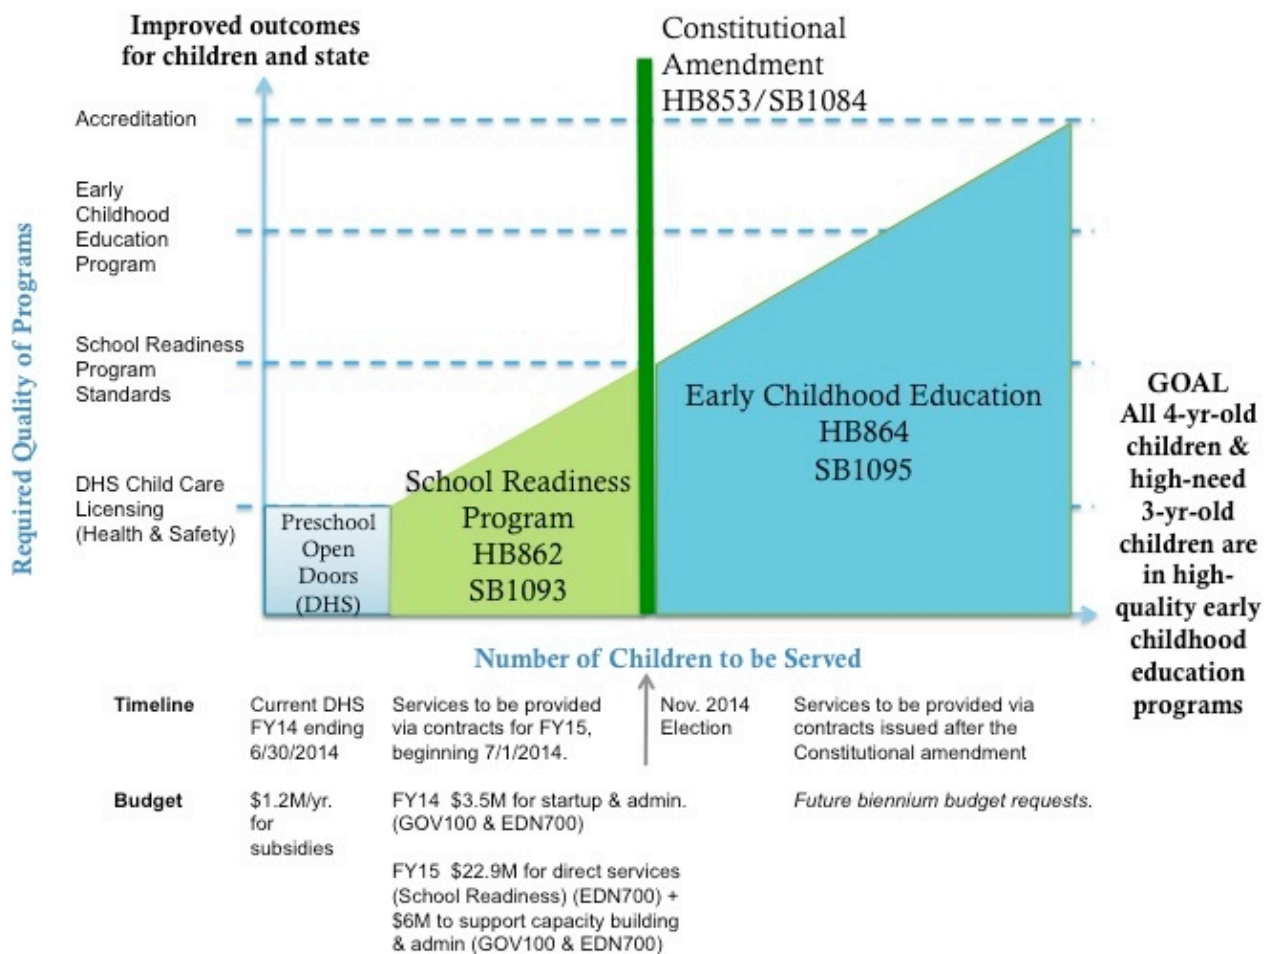 Improved outcomes
for children and state
Constitutional
Amendment
HB853/SB1084
Required Quality of Programs
Accreditation
Early
Childhood
Education
Program
School Readiness
Program
Standards
DHS Child Care
Licensing
(Health & Safety)
Preschool
Open
Doors
(DHS)
School Readiness
Program
HB862
SB1093
Early Childhood Education
HB864
SB1095
GOAL
All 4-yr-old
children &
high-need
3-yr-old
children are
in high-
quality early
childhood
education
programs
Number of Children to be Served
Timeline
Current DHS
FY14 ending
6/30/2014
Services to be provided
via contracts for FY15,
beginning 7/1/2014.
Nov. 2014
Election
Services to be provided via
contracts issued after the
Constitutional amendment
Budget
$1.2M/yr.
for
subsidies
FY14 $3.5M for startup & admin.
(GOV100 & EDN700)
FY15 $22.9M for direct services
(School Readiness) (EDN700) +
$6M to support capacity building
& admin (GOV100 & EDN700)
Future biennium budget requests.